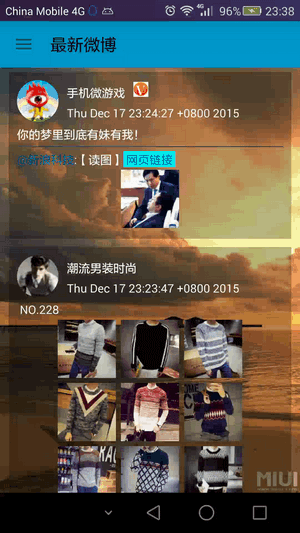 China Mobile 4G
4G 96% 23:38
最新微博
手机微游戏
Thu Dec 17 23:24:27 +0800 2015
你的梦里到底有妹有我!
:【读图】网页链接
潮流男装时尚
Thu Dec 17 23:23:47 +0800 2015
NO.228
MIUI